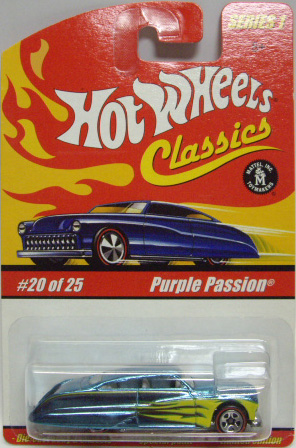 SERIES 1
HOT WHEELS
Classics
MATTEL, INC.
M
TOYMAKERS
#20 of 25
Purple Passion®